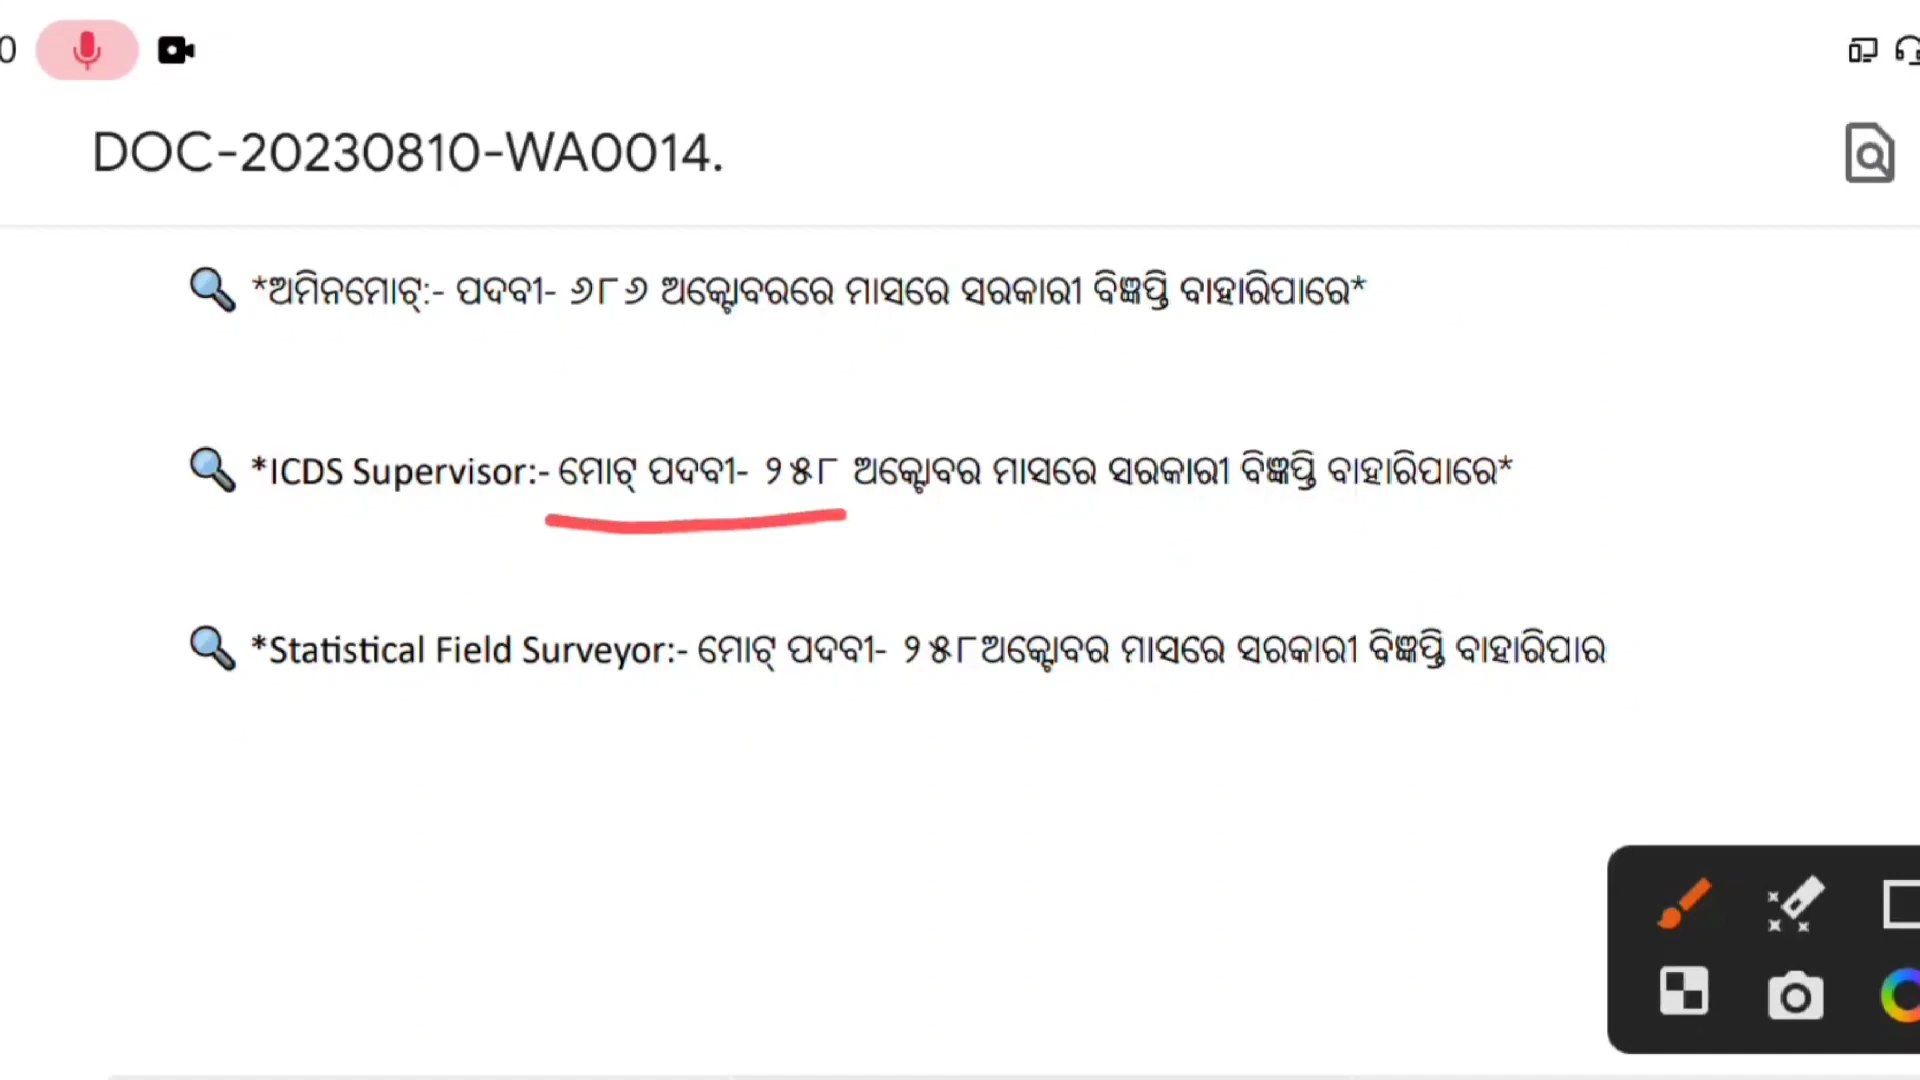 0
DOC-20230810-WA0014.
*ଅମିନମୋଟ୍:- ପଦବୀ- ୬୮୬ ଅକ୍ଟୋବରରେ ମାସରେ ସରକାରୀ ବିଜ୍ଞପ୍ତି ବାହାରିପାରେ*
*ICDS Supervisor:- ମୋଟ୍ ପଦବୀ- ୨୫୮ ଅକ୍ଟୋବର ମାସରେ ସରକାରୀ ବିଜ୍ଞପ୍ତି ବାହାରିପାରେ*
*Statistical Field Surveyor:- ମୋଟ୍ ପଦବୀ- ୨୫୮ଅକ୍ଟୋବର ମାସରେ ସରକାରୀ ବିଜ୍ଞପ୍ତି ବାହାରିପାର